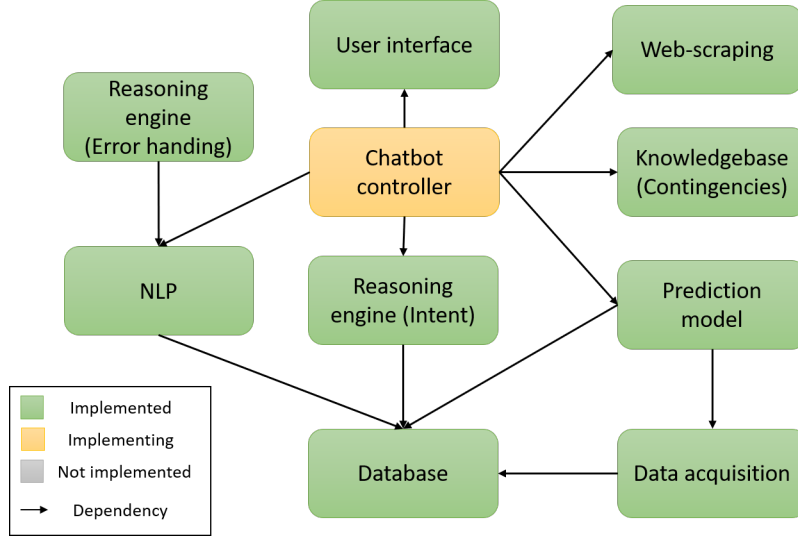 User interface
Web-scraping
Reasoning
engine
(Error handing)
Chatbot
controller
Knowledgebase
(Contingencies)
NLP
Reasoning
engine (Intent)
Prediction
model
Implemented
Implementing
Not implemented
Dependency
Database
Data acquisition